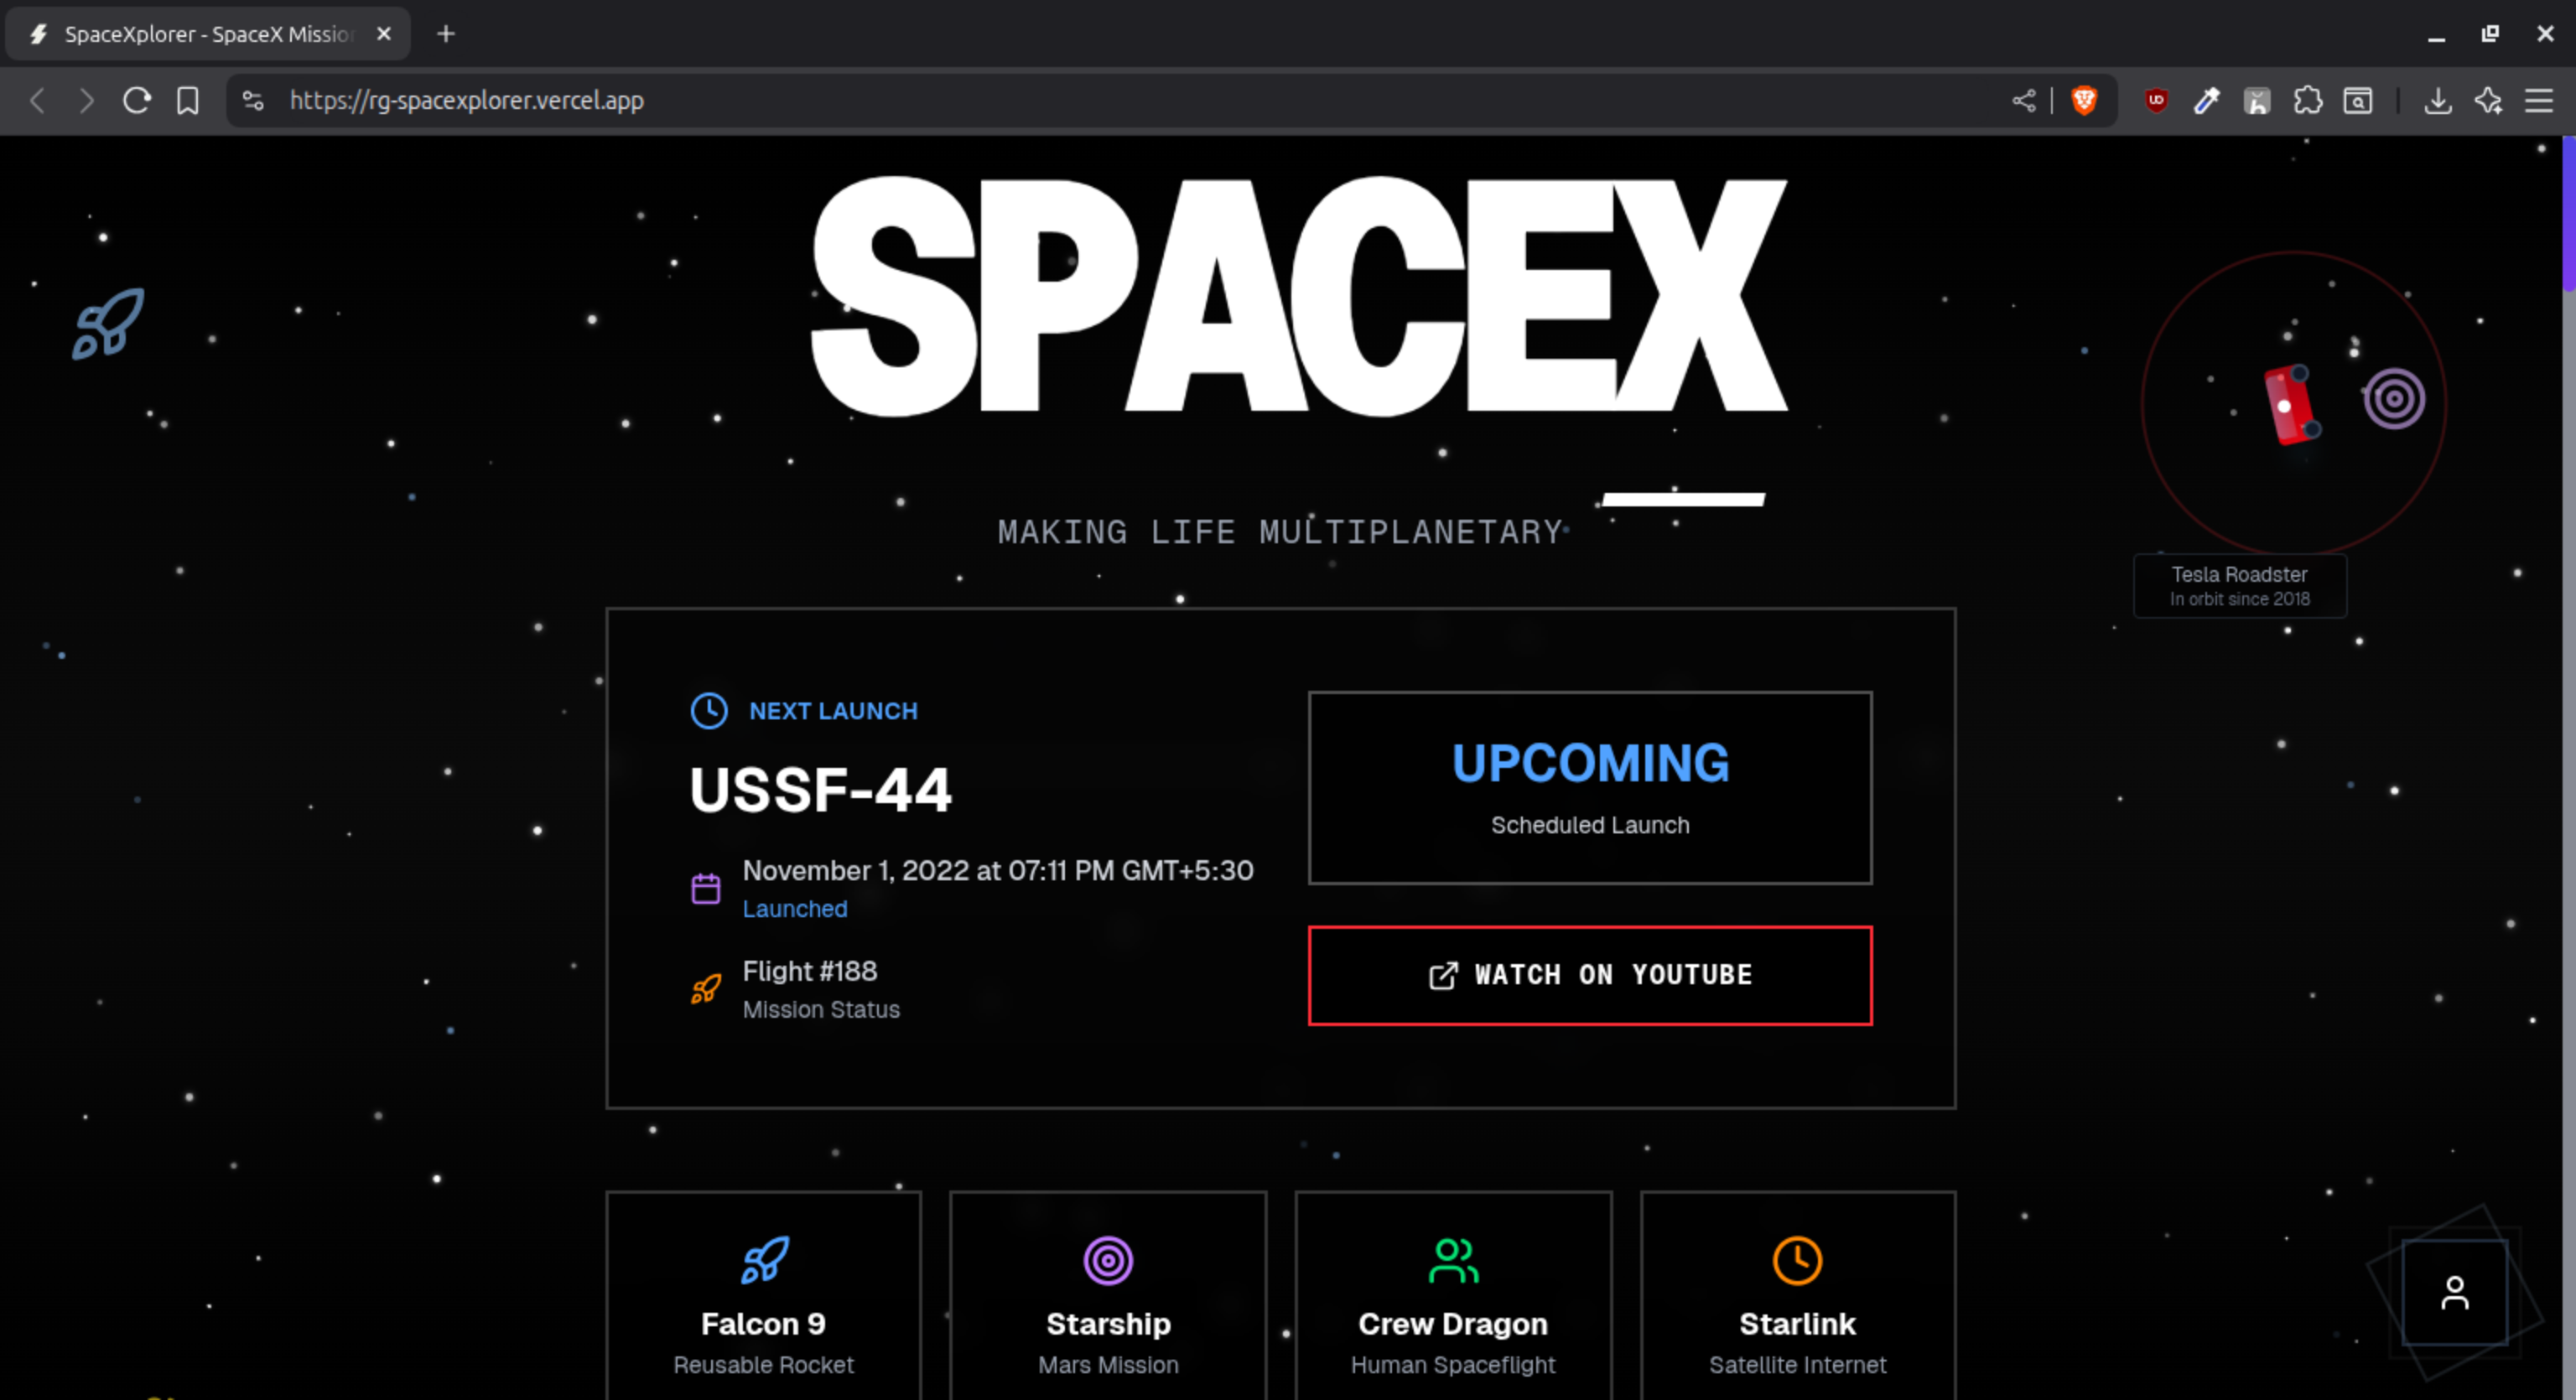 SpaceXplorer - SpaceX Missio
https://rg-spacexplorer.vercel.app
SPACEX
MAKING LIFE MULTIPLANETARY
Tesla Roadster
In orbit since 2018
NEXT LAUNCH
USSF-44
November 1, 2022 at 07:11 PM GMT+5:30
Launched
Flight #188
Mission Status
UPCOMING
Scheduled Launch
WATCH ON YOUTUBE
Falcon 9
Reusable Rocket
Starship
Mars Mission
Crew Dragon
Human Spaceflight
Starlink
Satellite Internet